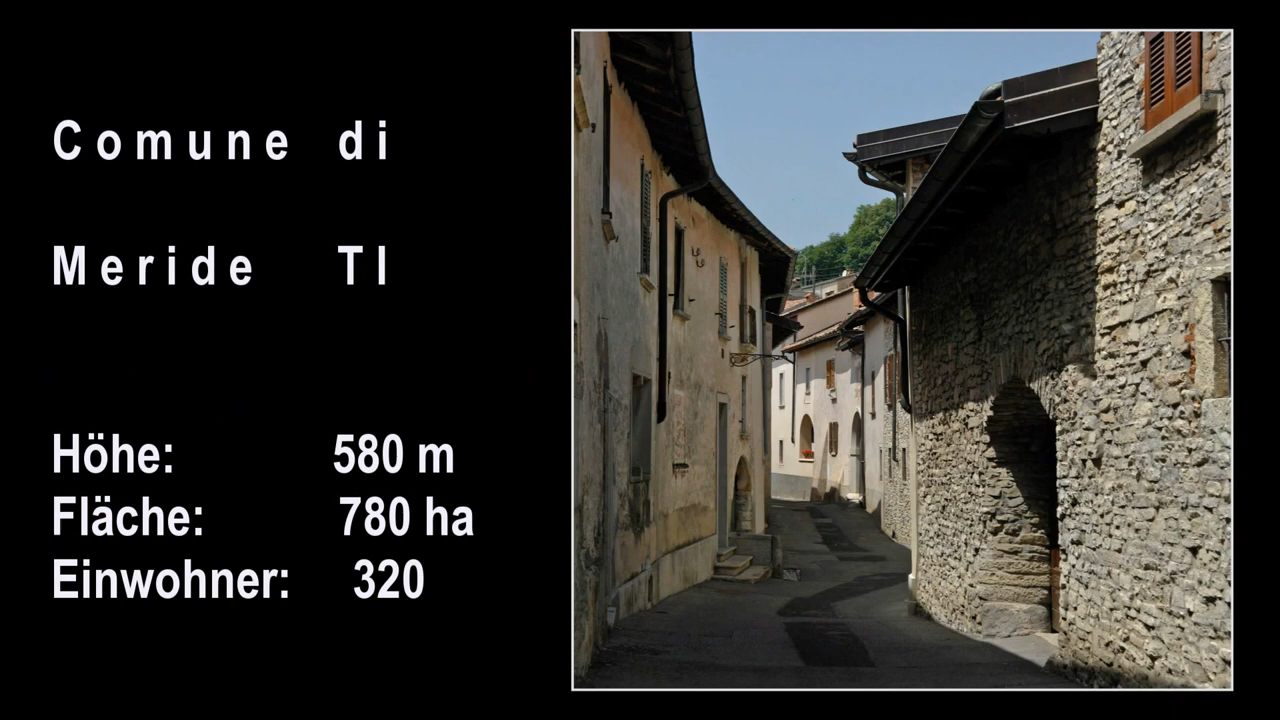 Comune di
Meride TI
Höhe: 580 m
Fläche: 780 ha
Einwohner: 320